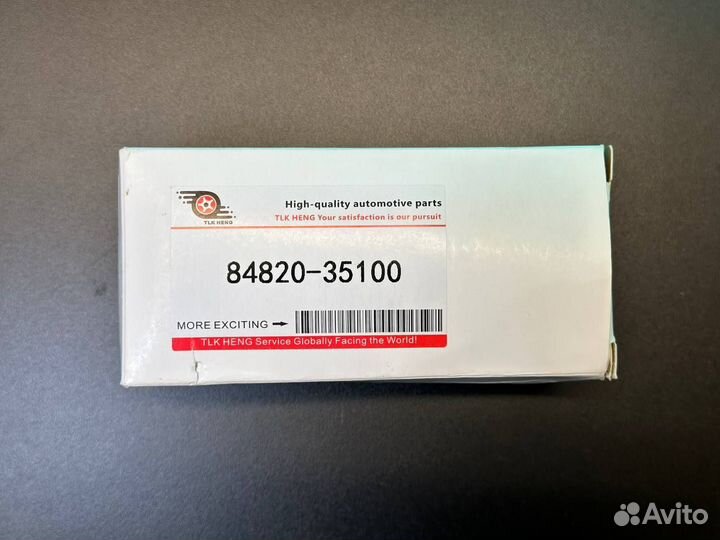 High-quality automotive parts
TLK HENG
TLK HENG Your satisfaction is our pursuit
84820-35100
MORE EXCITING →
TLK HENG Service Globally Facing the World!
Avito